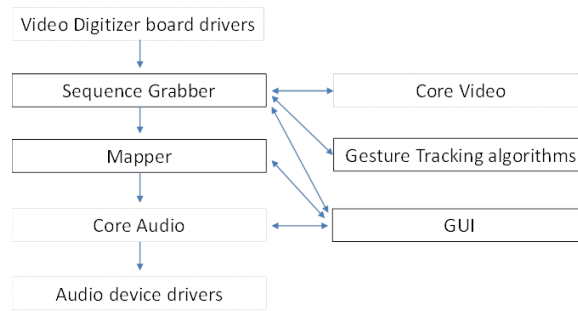 Video Digitizer board drivers
Sequence Grabber
Core Video
Mapper
Gesture Tracking algorithms
Core Audio
GUI
Audio device drivers